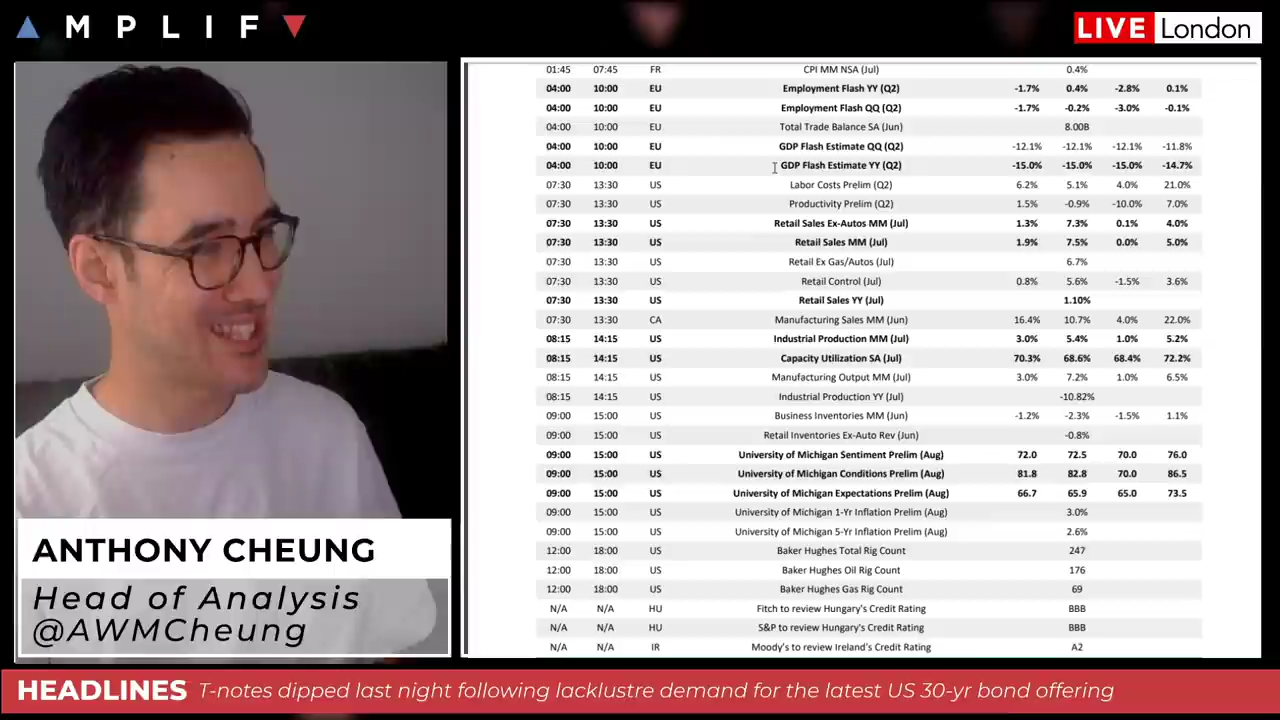 AMPLIFY
LIVE London
01:45 07:45 FR CPI MM NSA (Jul) 0.4%
04:00 10:00 EU Employment Flash YY (Q2) -1.7% 0.4% -2.8% 0.1%
04:00 10:00 EU Employment Flash QQ (Q2) -1.7% -0.2% -3.0% -0.1%
04:00 10:00 EU Total Trade Balance SA (Jun) 8.00B
04:00 10:00 EU GDP Flash Estimate QQ (Q2) -12.1% -12.1% -12.1% -11.8%
04:00 10:00 EU GDP Flash Estimate YY (Q2) -15.0% -15.0% -15.0% -14.7%
07:30 13:30 US Labor Costs Prelim (Q2) 6.2% 5.1% 4.0% 21.0%
07:30 13:30 US Productivity Prelim (Q2) 1.5% -0.9% -10.0% 7.0%
07:30 13:30 US Retail Sales Ex-Autos MM (Jul) 1.3% 7.3% 0.1% 4.0%
07:30 13:30 US Retail Sales MM (Jul) 1.9% 7.5% 0.0% 5.0%
07:30 13:30 US Retail Ex Gas/Autos (Jul) 6.7%
07:30 13:30 US Retail Control (Jul) 0.8% 5.6% -1.5% 3.6%
07:30 13:30 US Retail Sales YY (Jul) 1.10%
07:30 13:30 CA Manufacturing Sales MM (Jun) 16.4% 10.7% 4.0% 22.0%
08:15 14:15 US Industrial Production MM (Jul) 3.0% 5.4% 1.0% 5.2%
08:15 14:15 US Capacity Utilization SA (Jul) 70.3% 68.6% 68.4% 72.2%
08:15 14:15 US Manufacturing Output MM (Jul) 3.0% 7.2% 1.0% 6.5%
08:15 14:15 US Industrial Production YY (Jul) -10.82%
09:00 15:00 US Business Inventories MM (Jun) -1.2% -2.3% -1.5% 1.1%
09:00 15:00 US Retail Inventories Ex-Auto Rev (Jun) -0.8%
09:00 15:00 US University of Michigan Sentiment Prelim (Aug) 72.0 72.5 70.0 76.0
09:00 15:00 US University of Michigan Conditions Prelim (Aug) 81.8 82.8 70.0 86.5
09:00 15:00 US University of Michigan Expectations Prelim (Aug) 66.7 65.9 65.0 73.5
09:00 15:00 US University of Michigan 1-Yr Inflation Prelim (Aug) 3.0%
09:00 15:00 US University of Michigan 5-Yr Inflation Prelim (Aug) 2.6%
12:00 18:00 US Baker Hughes Total Rig Count 247
12:00 18:00 US Baker Hughes Oil Rig Count 176
12:00 18:00 US Baker Hughes Gas Rig Count 69
N/A N/A HU Fitch to review Hungary's Credit Rating BBB
N/A N/A HU S&P to review Hungary's Credit Rating BBB
N/A N/A IR Moody's to review Ireland's Credit Rating A2
ANTHONY CHEUNG
Head of Analysis
@AWMCheung
HEADLINES T-notes dipped last night following lacklustre demand for the latest US 30-yr bond offering